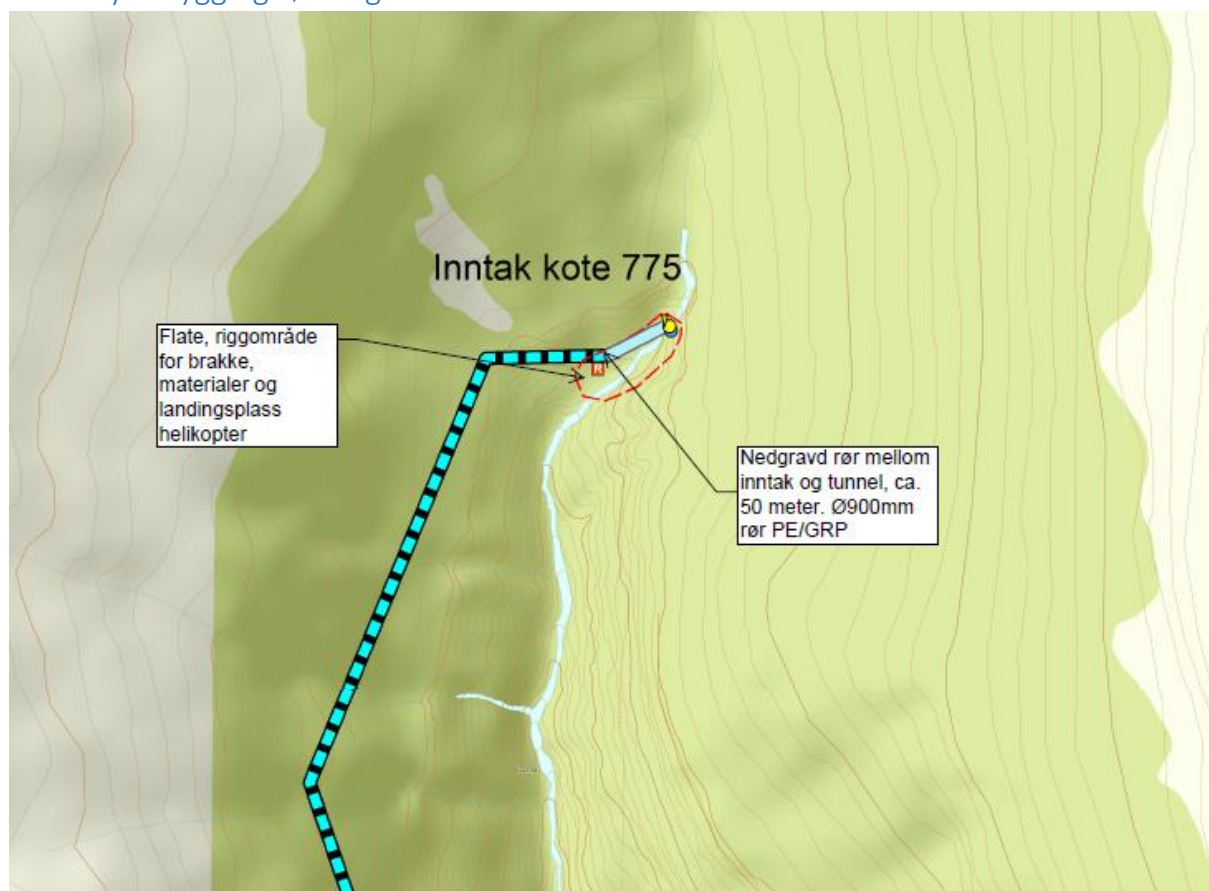 Inntak kote 775
Flate, riggområde
for brakke,
materialer og
landingsplass
helikopter
R
Nedgravd rør mellom
inntak og tunnel, ca.
50 meter. Ø900mm
rør PE/GRP